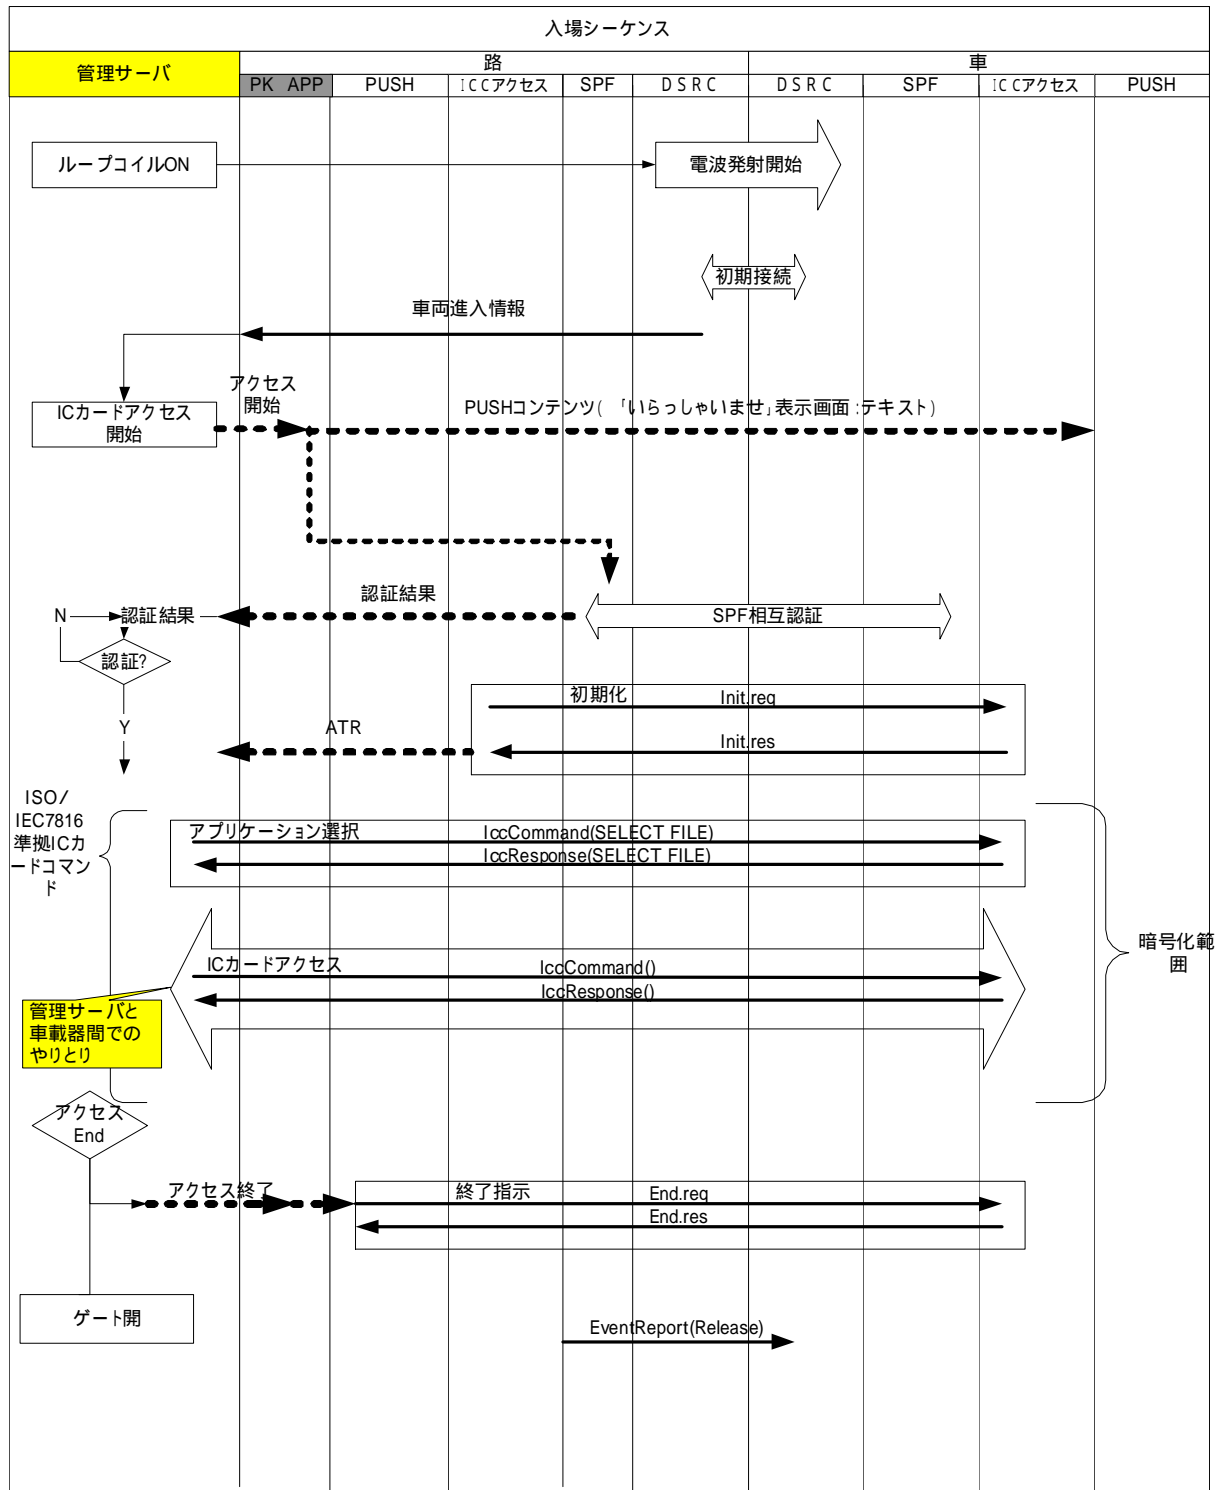 入場シーケンス
管理サーバ
路
車
PK APP
PUSH
ICCアクセス
SPF
DSRC
DSRC
SPF
ICCアクセス
PUSH
ループコイルON
電波発射開始
初期接続
車両進入情報
アクセス
開始
ICカードアクセス
開始
PUSHコンテンツ(「いらっしゃいませ」表示画面:テキスト)
認証結果
N
認証結果
SPF相互認証
認証?
初期化
Init.req
Y
ATR
Init.res
ISO/
IEC7816
準拠ICカ
ードコマン
ド
アプリケーション選択
IccCommand(SELECT FILE)
IccResponse(SELECT FILE)
暗号化範
囲
ICカードアクセス
IccCommand()
IccResponse()
管理サーバと
車載器間での
やりとり
アクセス
End
アクセス終了
終了指示
End.req
End.res
ゲート開
EventReport(Release)